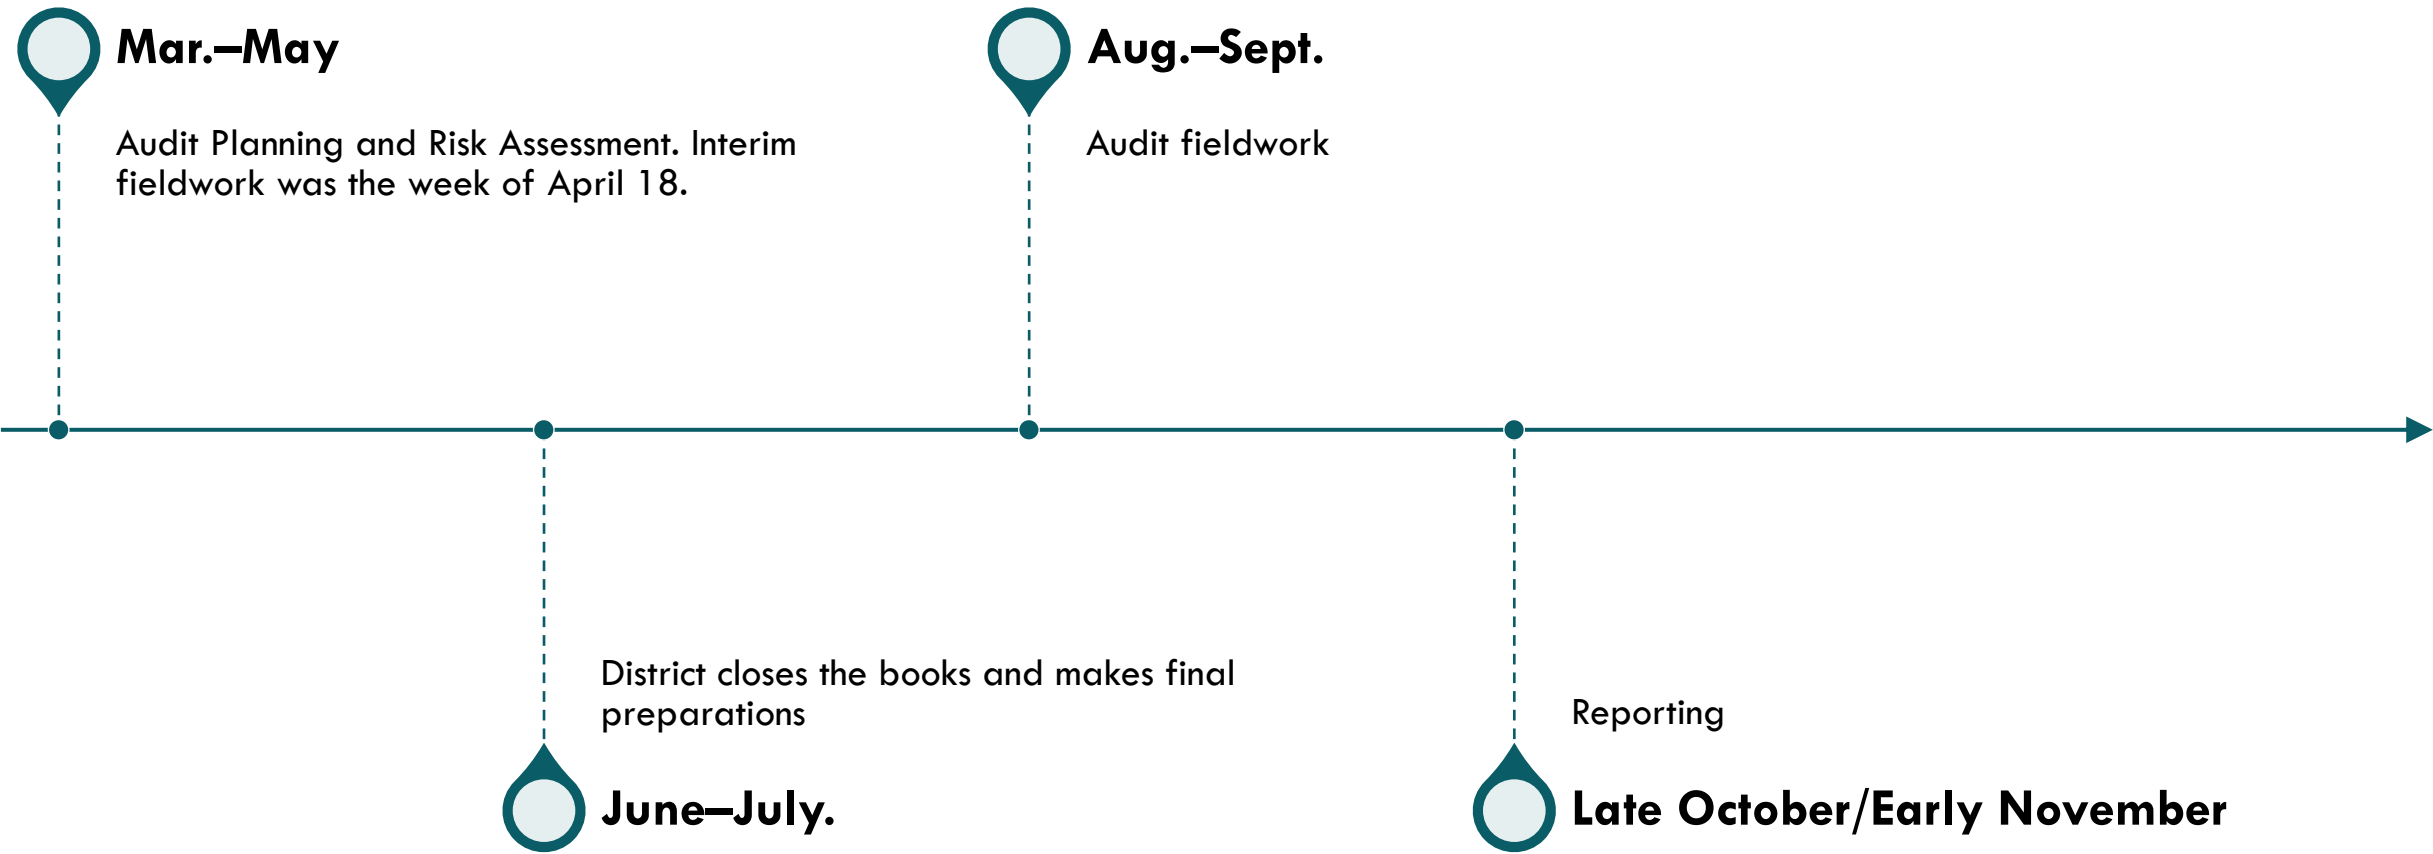 Mar.–May
Audit Planning and Risk Assessment. Interim
fieldwork was the week of April 18.
District closes the books and makes final
preparations
June–July.
Aug.–Sept.
Audit fieldwork
Reporting
Late October/Early November